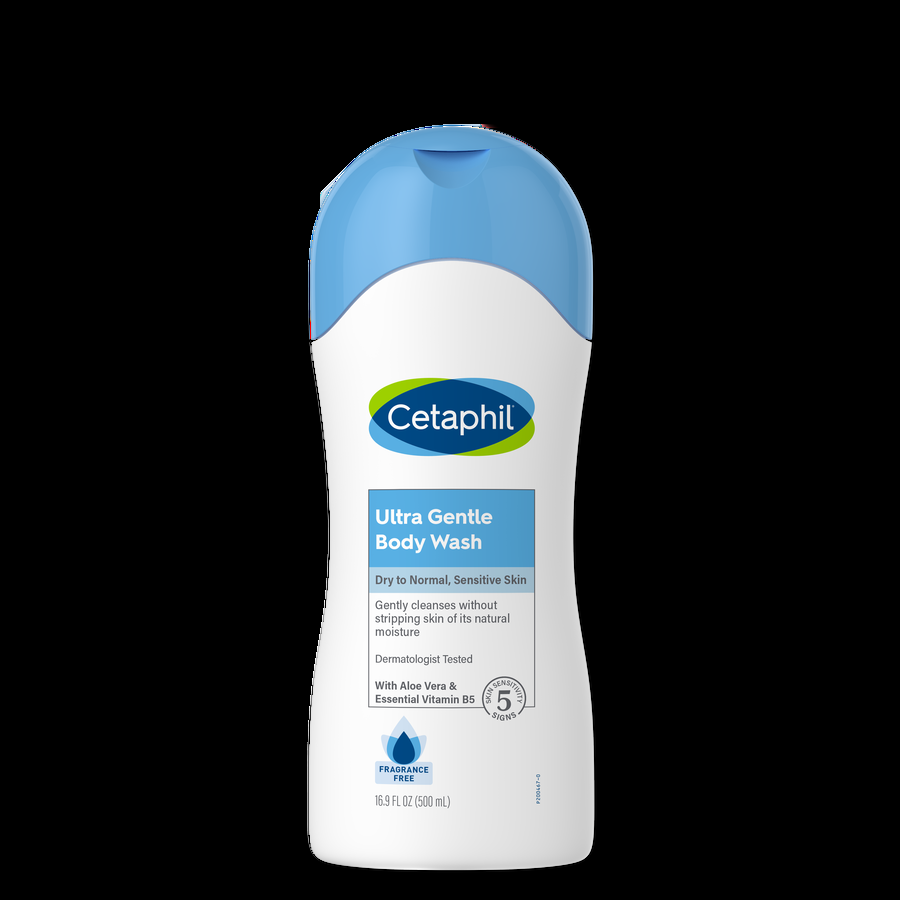 Cetaphil
Ultra Gentle
Body Wash
Dry to Normal, Sensitive Skin
Gently cleanses without
stripping skin of its natural
moisture
Dermatologist Tested
With Aloe Vera &
Essential Vitamin B5
SKIN SENSITIVITY
5
SIGNS
FRAGRANCE
FREE
16.9 FL OZ (500 mL)
P200467-0